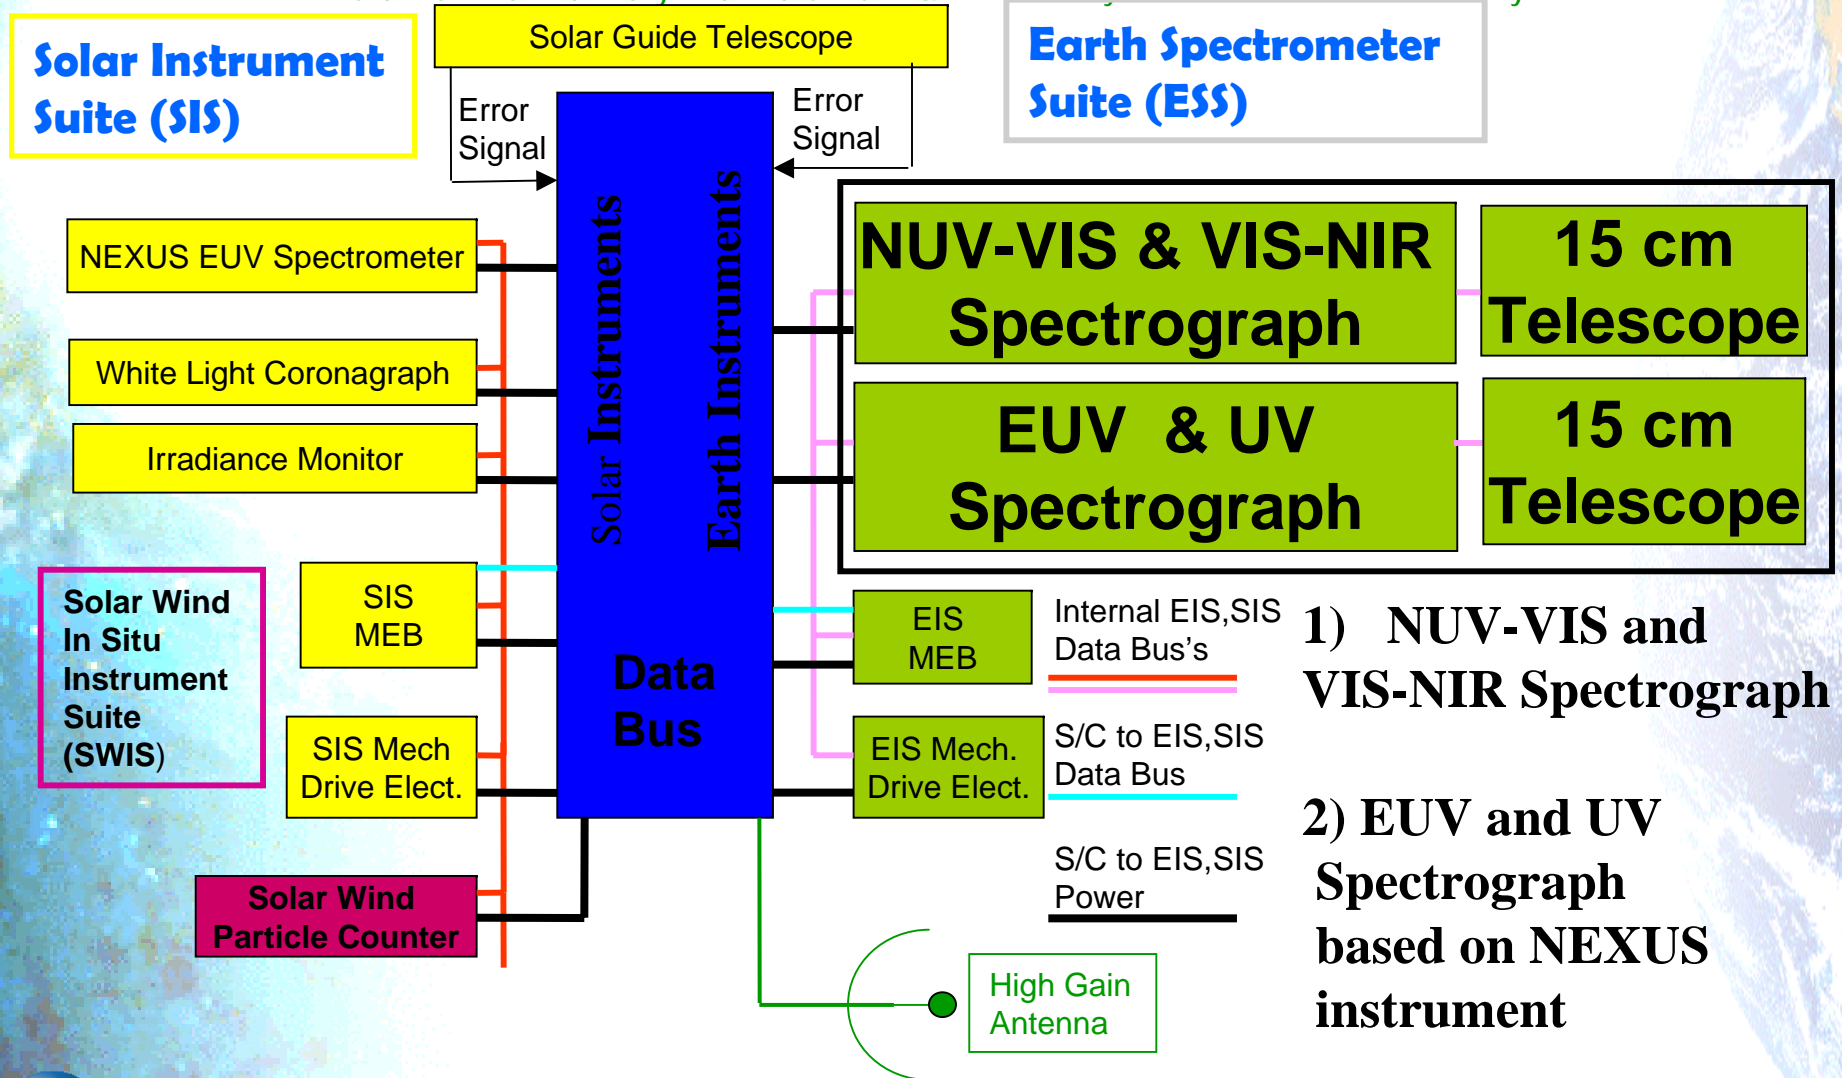 Solar Guide Telescope
Solar Instrument
Suite (SIS)
Earth Spectrometer
Suite (ESS)
Error
Signal
Error
Signal
NEXUS EUV Spectrometer
White Light Coronagraph
Irradiance Monitor
SIS
MEB
SIS Mech
Drive Elect.
Solar Wind
Particle Counter
Solar Wind
In Situ
Instrument
Suite
(SWIS)
Solar Instruments
Earth Instruments
Data
Bus
NUV-VIS & VIS-NIR
Spectrograph
15 cm
Telescope
EUV & UV
Spectrograph
15 cm
Telescope
EIS
MEB
EIS Mech.
Drive Elect.
Internal EIS,SIS
Data Bus's
S/C to EIS,SIS
Data Bus
S/C to EIS,SIS
Power
High Gain
Antenna
1) NUV-VIS and
VIS-NIR Spectrograph
2) EUV and UV
Spectrograph
based on NEXUS
instrument